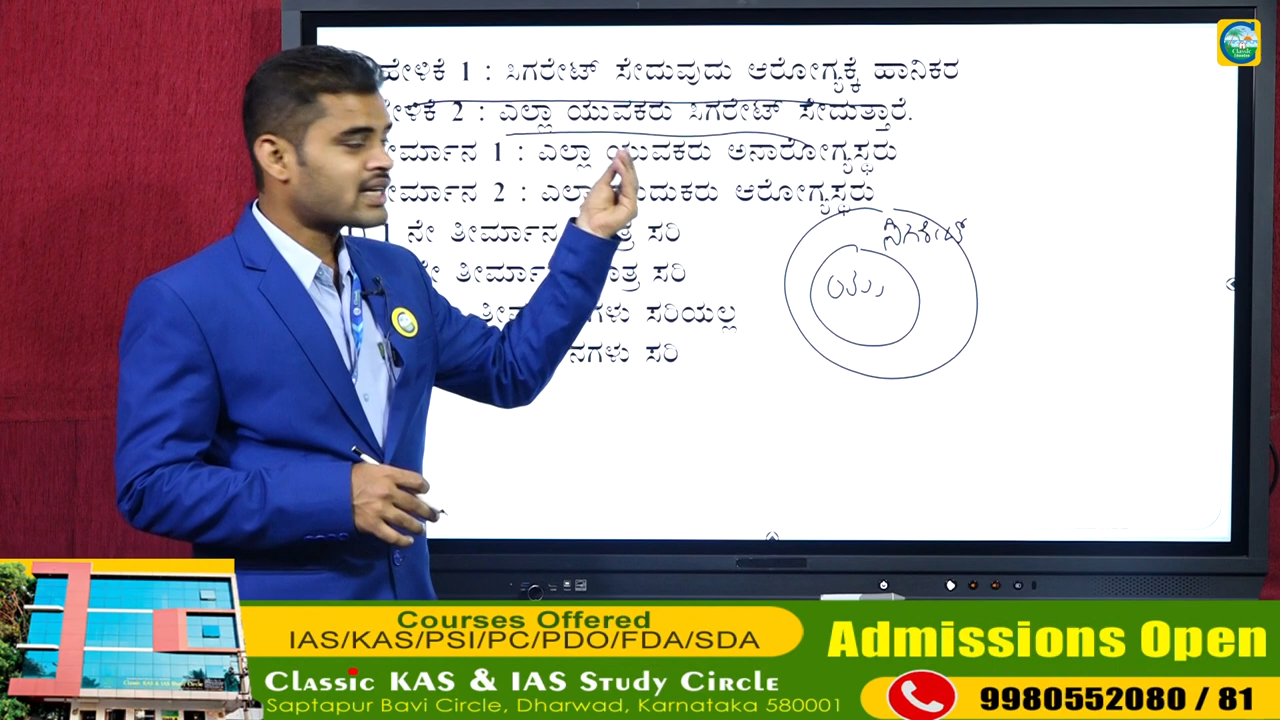 ಹೇಳಿಕೆ 1 : ಸಿಗರೇಟ್ ಸೇದುವುದು ಆರೋಗ್ಯಕ್ಕೆ ಹಾನಿಕರ
ಳಿಕೆ 2 : ಎಲ್ಲಾ ಯುವಕರು ಸಿಗರೇಟ್ ಸೇದುತ್ತಾರೆ.
ರ್ಮಾನ 1 : ಎಲ್ಲಾ ಯುವಕರು ಅನಾರೋಗ್ಯಸ್ಥರು
ರ್ಮಾನ 2 : ಎಲ್ಲಾ ದುಕರು ಆರೋಗ್ಯಸ್ಥರು
ನೇ ತೀರ್ಮಾನ ತ್ರ ಸರಿ
ನೇ ತೀರ್ಮಾ ತ್ರ ಸರಿ
ಗಳು ಸರಿಯಲ್ಲ
ನಗಳು ಸರಿ
ಸಿಗರೇಟ್
ಯುವ
Classic
Courses Offered
IAS/KAS/PSI/PC/PDO/FDA/SDA
Classic KAS & IAS Study Circle
Saptapur Bavi Circle, Dharwad, Karnataka 580001
Admissions Open
9980552080 / 81